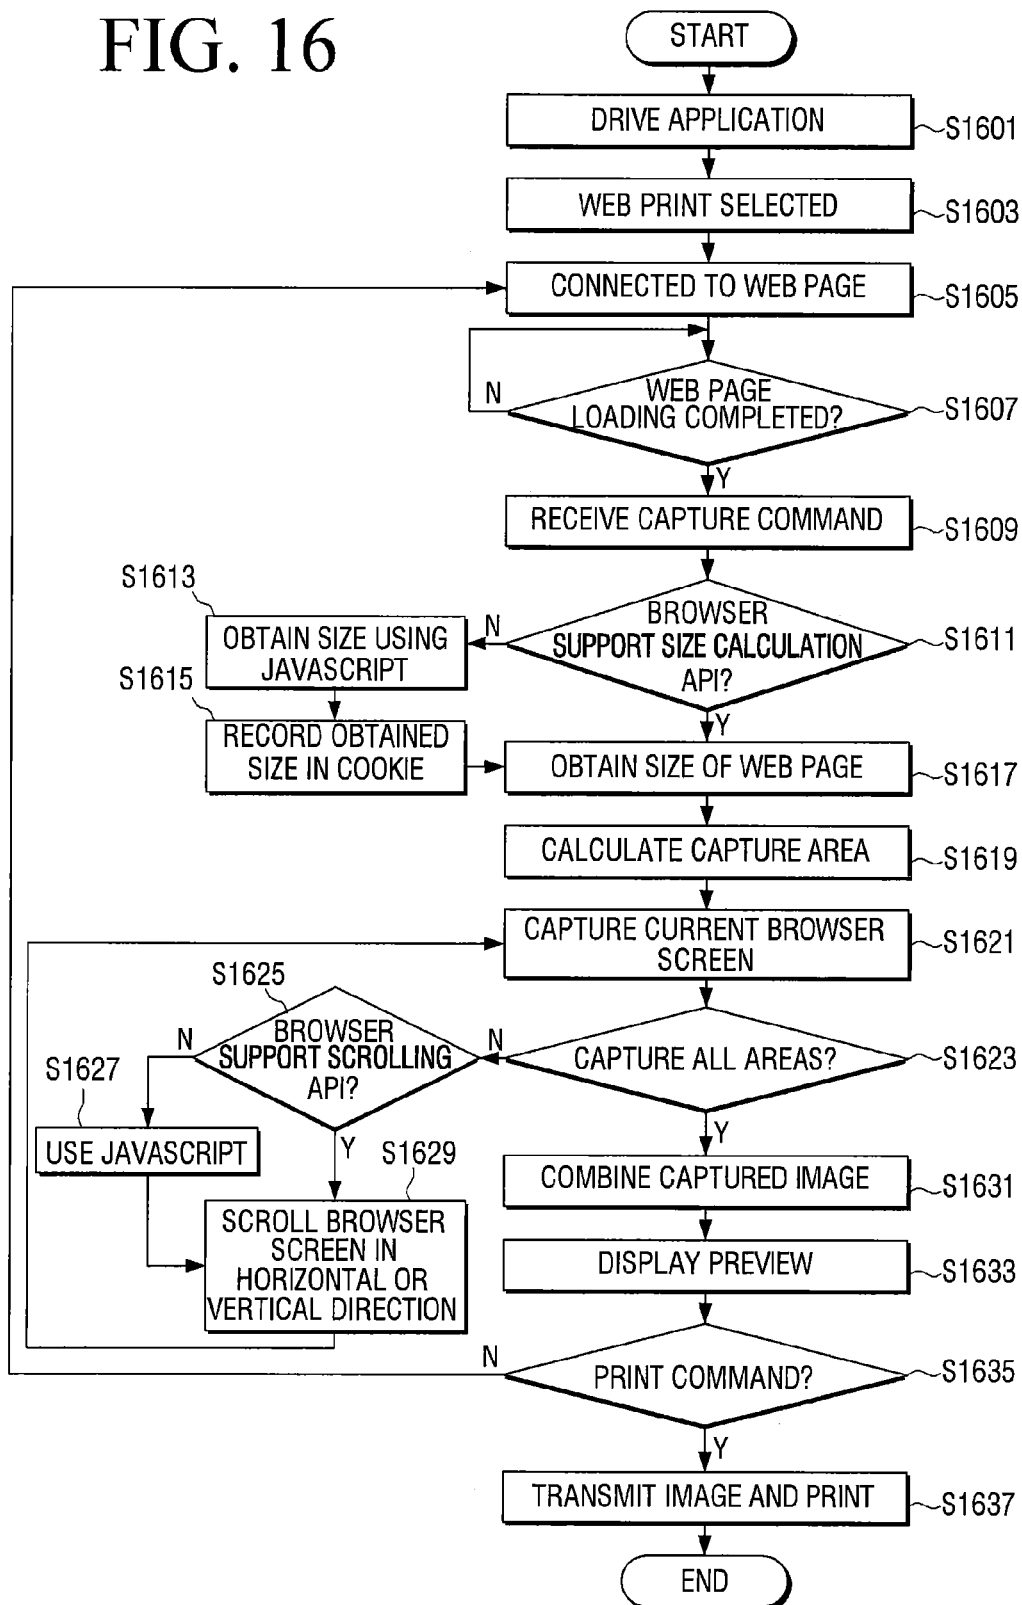 FIG. 16
START
DRIVE APPLICATION
S1601
WEB PRINT SELECTED
S1603
CONNECTED TO WEB PAGE
S1605
WEB PAGE
LOADING COMPLETED?
N
S1607
Y
RECEIVE CAPTURE COMMAND
S1609
BROWSER
SUPPORT SIZE CALCULATION
API?
S1611
N
Y
S1613
OBTAIN SIZE USING
JAVASCRIPT
S1615
RECORD OBTAINED
SIZE IN COOKIE
OBTAIN SIZE OF WEB PAGE
S1617
CALCULATE CAPTURE AREA
S1619
CAPTURE CURRENT BROWSER
SCREEN
S1621
CAPTURE ALL AREAS?
S1623
N
Y
S1625
BROWSER
SUPPORT SCROLLING
API?
N
Y
S1627
USE JAVASCRIPT
S1629
SCROLL BROWSER
SCREEN IN
HORIZONTAL OR
VERTICAL DIRECTION
COMBINE CAPTURED IMAGE
S1631
DISPLAY PREVIEW
S1633
PRINT COMMAND?
S1635
N
Y
TRANSMIT IMAGE AND PRINT
S1637
END